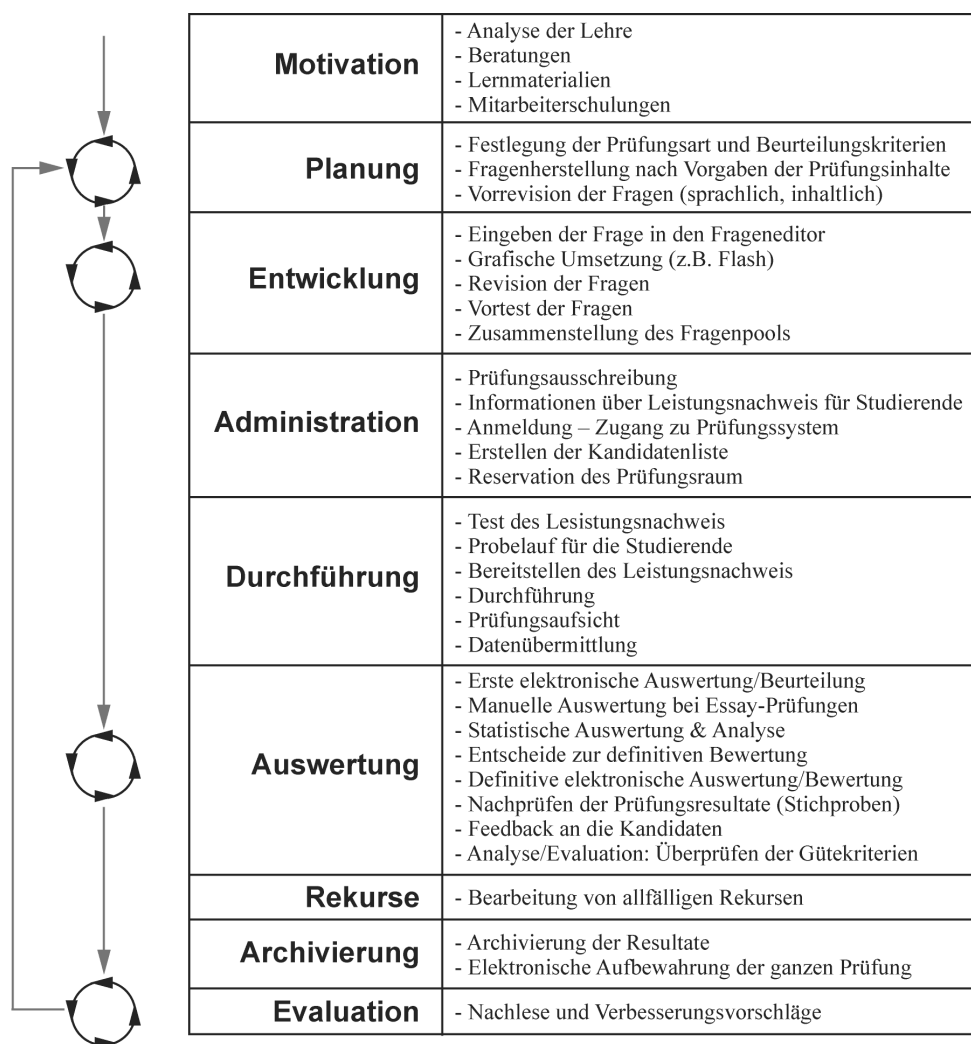 Motivation
- Analyse der Lehre
- Beratungen
- Lernmaterialien
- Mitarbeiterschulungen
Planung
- Festlegung der Prüfungsart und Beurteilungskriterien
- Fragenherstellung nach Vorgaben der Prüfungsinhalte
- Vorrevision der Fragen (sprachlich, inhaltlich)
Entwicklung
- Eingeben der Frage in den Frageneditor
- Grafische Umsetzung (z.B. Flash)
- Revision der Fragen
- Vortest der Fragen
- Zusammenstellung des Fragenpools
Administration
- Prüfungsausschreibung
- Informationen über Leistungsnachweis für Studierende
- Anmeldung – Zugang zu Prüfungssystem
- Erstellen der Kandidatenliste
- Reservation des Prüfungsraum
Durchführung
- Test des Lesistungsnachweis
- Probelauf für die Studierende
- Bereitstellen des Leistungsnachweis
- Durchführung
- Prüfungsaufsicht
- Datenübermittlung
Auswertung
- Erste elektronische Auswertung/Beurteilung
- Manuelle Auswertung bei Essay-Prüfungen
- Statistische Auswertung & Analyse
- Entscheide zur definitiven Bewertung
- Definitive elektronische Auswertung/Bewertung
- Nachprüfen der Prüfungsresultate (Stichproben)
- Feedback an die Kandidaten
- Analyse/Evaluation: Überprüfen der Gütekriterien
Rekurse
- Bearbeitung von allfälligen Rekursen
Archivierung
- Archivierung der Resultate
- Elektronische Aufbewahrung der ganzen Prüfung
Evaluation
- Nachlese und Verbesserungsvorschläge